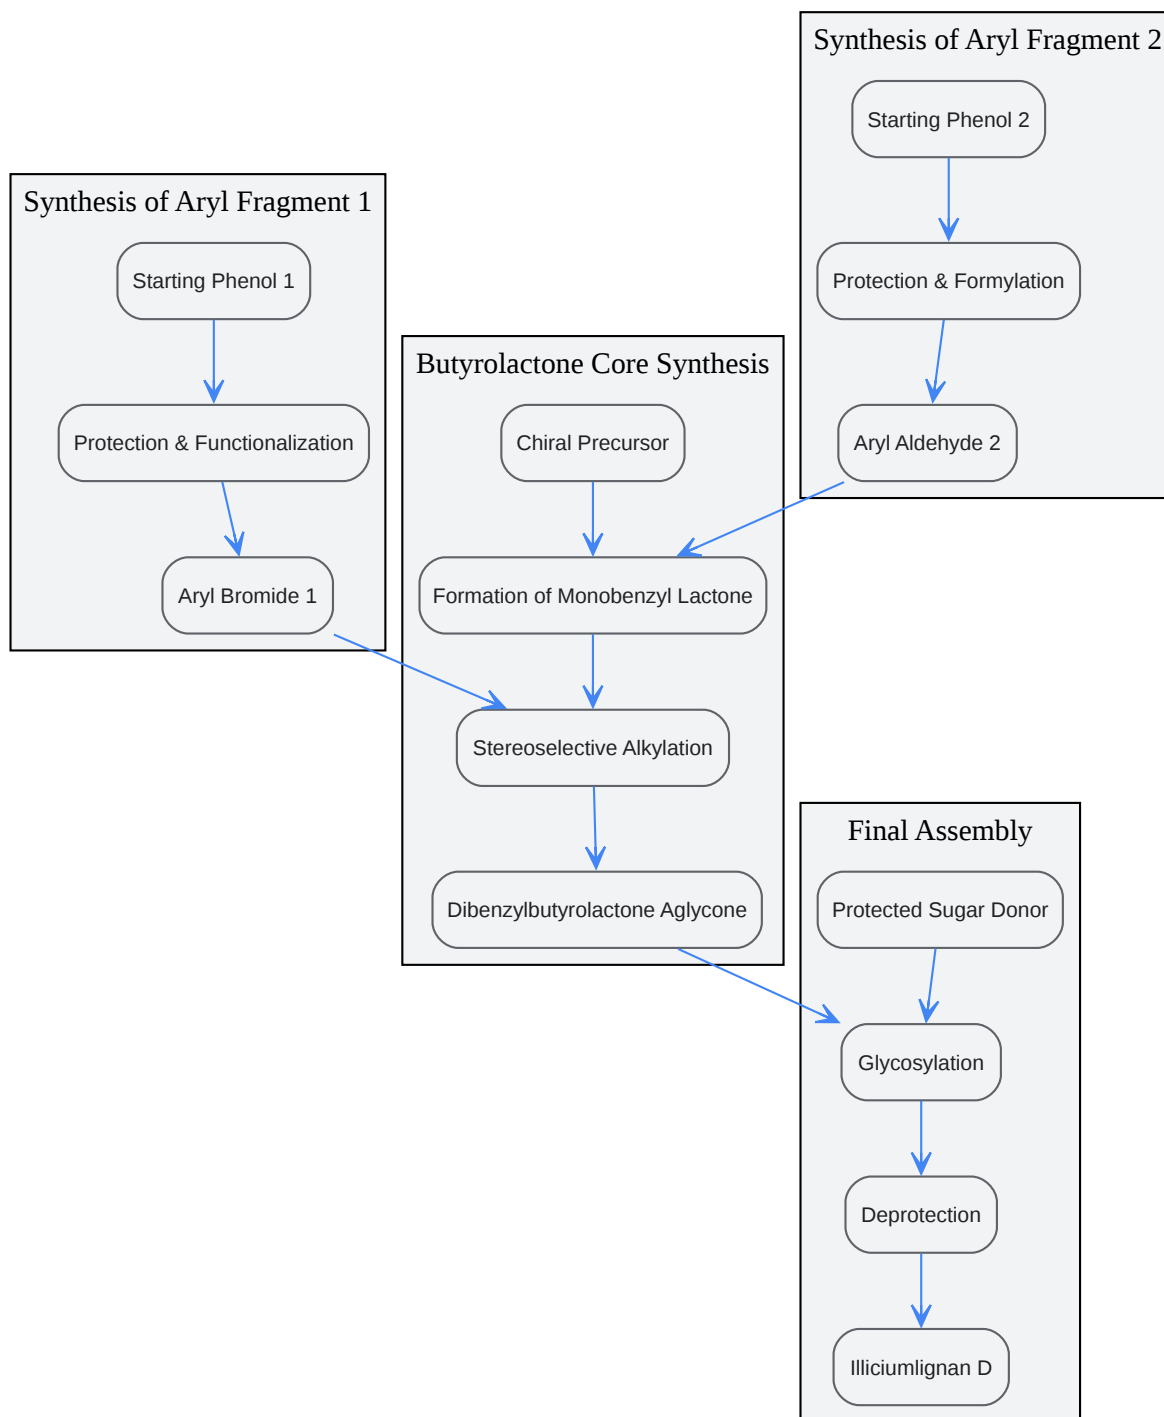 Synthesis of Aryl Fragment 2
Starting Phenol 2
Protection & Formylation
Aryl Aldehyde 2
Synthesis of Aryl Fragment 1
Starting Phenol 1
Protection & Functionalization
Aryl Bromide 1
Butyrolactone Core Synthesis
Chiral Precursor
Formation of Monobenzyl Lactone
Stereoselective Alkylation
Dibenzylbutyrolactone Aglycone
Final Assembly
Protected Sugar Donor
Glycosylation
Deprotection
Illiciumlignan D